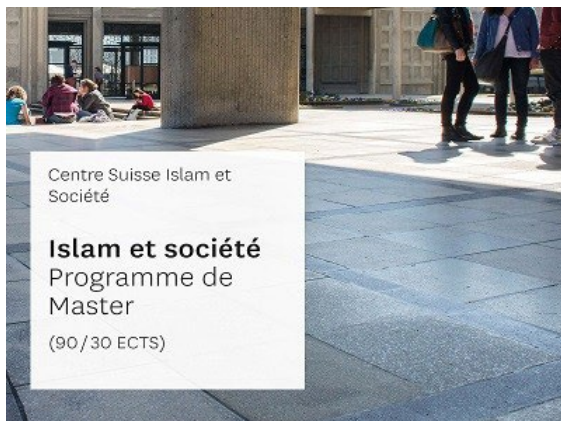 Centre Suisse Islam et
Société
Islam et société
Programme de
Master
(90/30 ECTS)